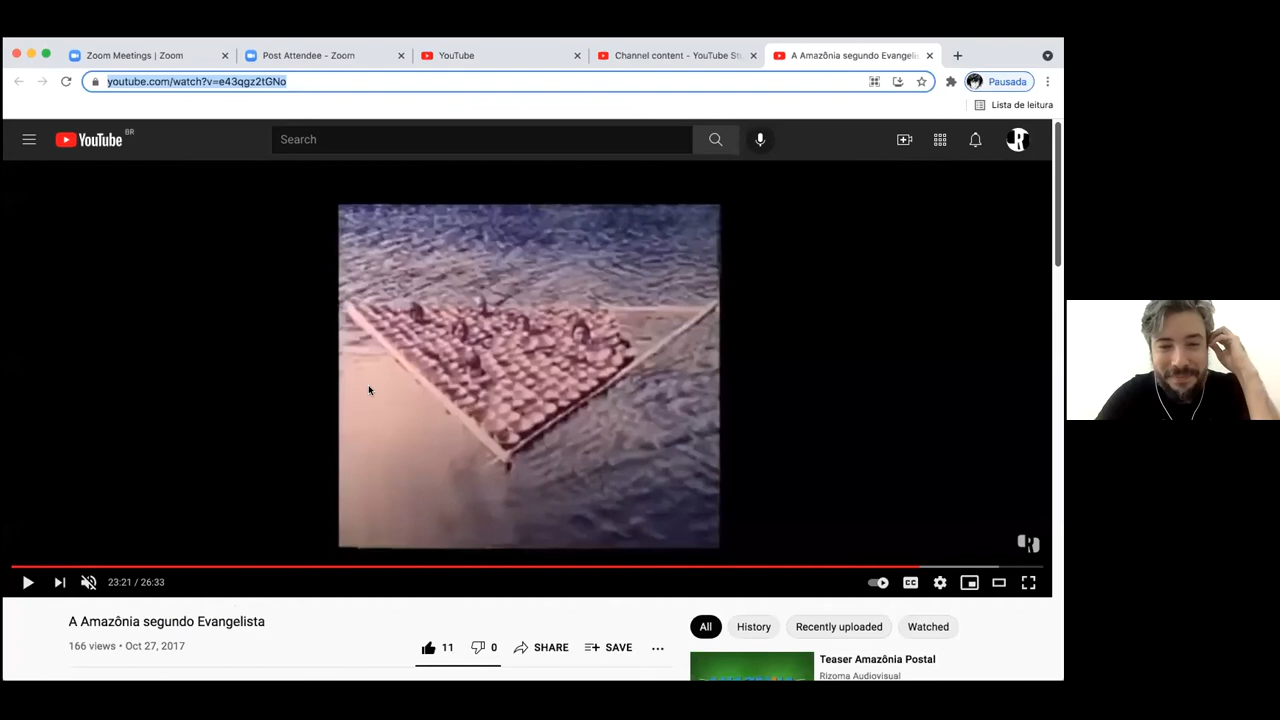 Zoom Meetings | Zoom
Post Attendee - Zoom
YouTube
Channel content - YouTube St
A Amazônia segundo Evangelis
youtube.com/watch?v=e43qgz2tGNo
Pausada
Lista de leitura
YouTube BR
Search
23:21 / 26:33
CC
A Amazônia segundo Evangelista
166 views • Oct 27, 2017
11
0
SHARE
SAVE
All
History
Recently uploaded
Watched
Teaser Amazônia Postal
Rizoma Audiovisual